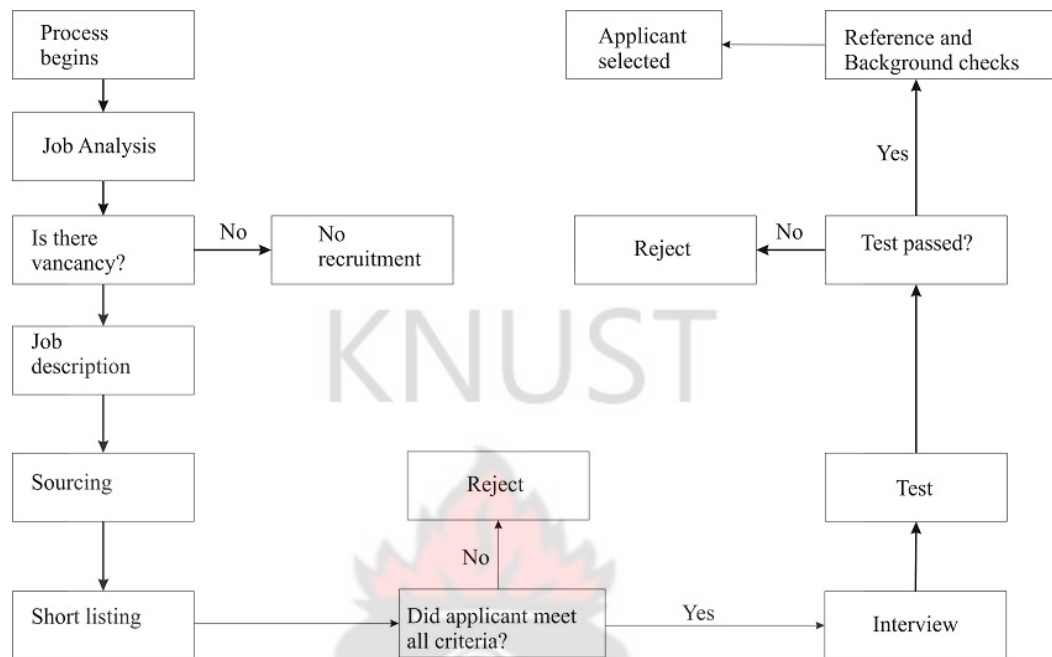 Process
begins
Job Analysis
Is there
vancancy?
No
No
recruitment
Job
description
Sourcing
Short listing
Did applicant meet
all criteria?
No
Reject
Yes
Interview
Test
Test passed?
No
Reject
Yes
Reference and
Background checks
Applicant
selected
KNUST